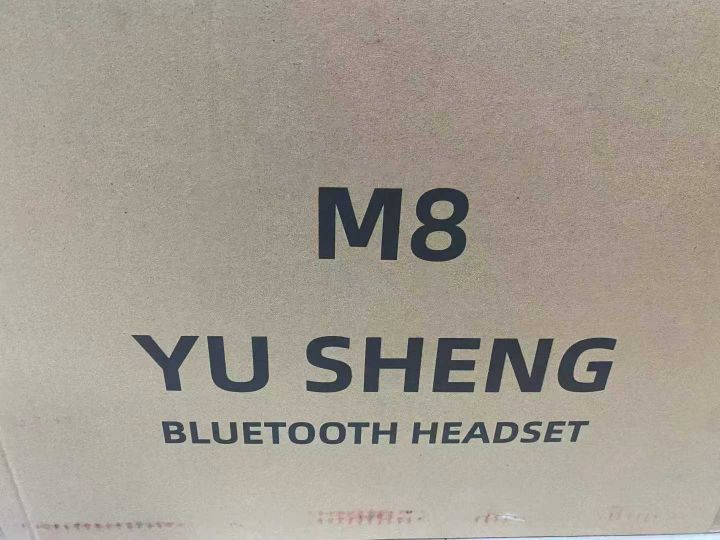 M8
YU SHENG
BLUETOOTH HEADSET